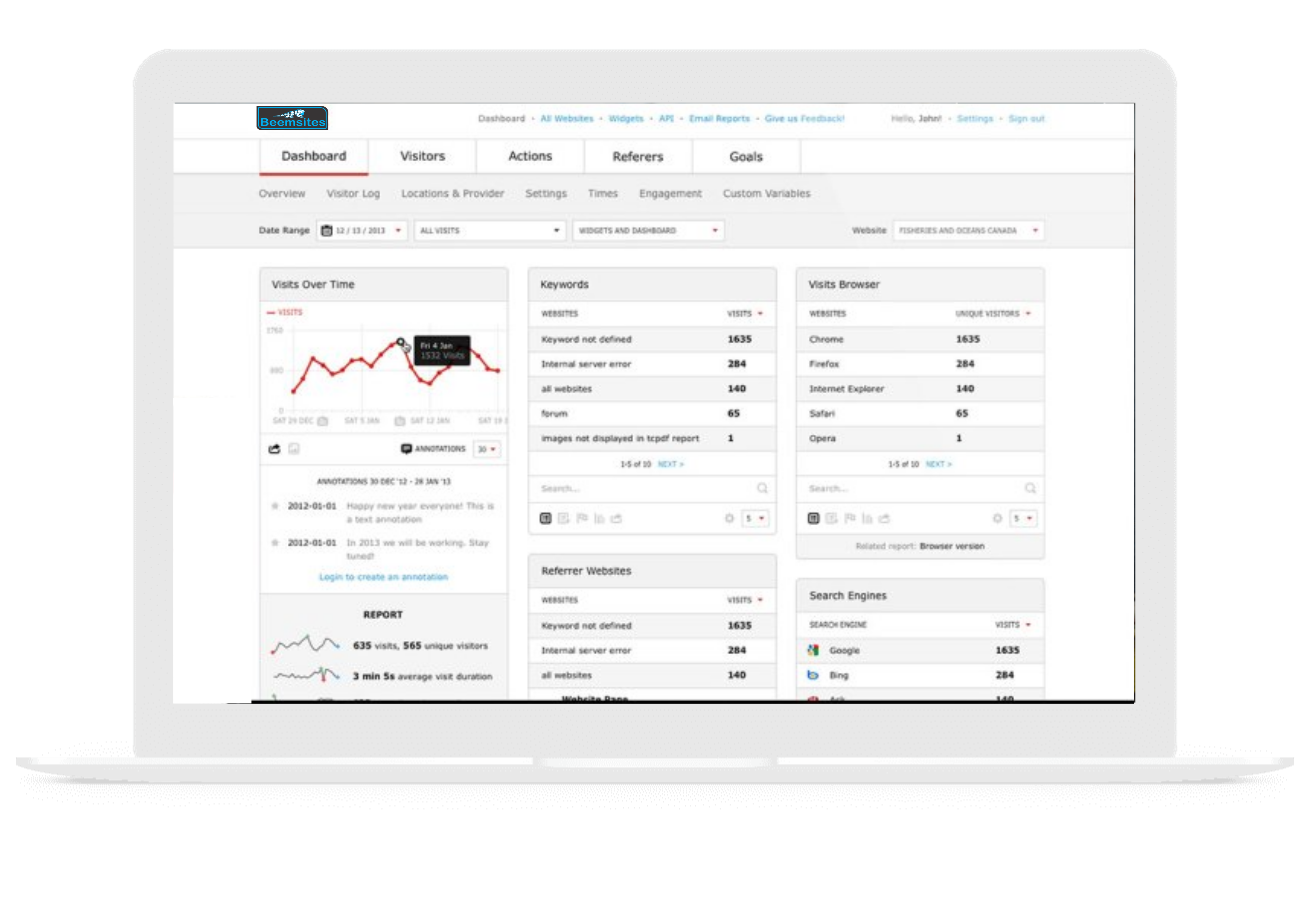 Beemsites
Dashboard - All Websites - Widgets - API - Email Reports - Give us Feedback!
Hello, John! - Settings - Sign out
Dashboard Visitors Actions Referers Goals
Overview Visitor Log Locations & Provider Settings Times Engagement Custom Variables
Date Range 12 / 13 / 2013 ALL VISITS WIDGETS AND DASHBOARD Website FISHERIES AND OCEANS CANADA
Visits Over Time
VISITS
1760
Fri 4 Jan
1532 Visits
0
SAT 29 DEC SAT 5 JAN SAT 12 JAN SAT 19
ANNOTATIONS 30
ANNOTATIONS 30 DEC '12 - 28 JAN '13
2012-01-01 Happy new year everyone! This is
a text annotation
2012-01-01 In 2013 we will be working. Stay
tuned!
Login to create an annotation
REPORT
635 visits, 565 unique visitors
3 min 5s average visit duration
Keywords
WEBSITES VISITS
Keyword not defined 1635
Internal server error 284
all websites 140
forum 65
images not displayed in tcpdf report 1
1-5 of 10 NEXT >
Search...
5
Referrer Websites
WEBSITES VISITS
Keyword not defined 1635
Internal server error 284
all websites 140
Website Page
Visits Browser
WEBSITES UNIQUE VISITORS
Chrome 1635
Firefox 284
Internet Explorer 140
Safari 65
Opera 1
1-5 of 10 NEXT >
Search...
5
Related report: Browser version
Search Engines
SEARCH ENGINE VISITS
Google 1635
Bing 284
Ask 140